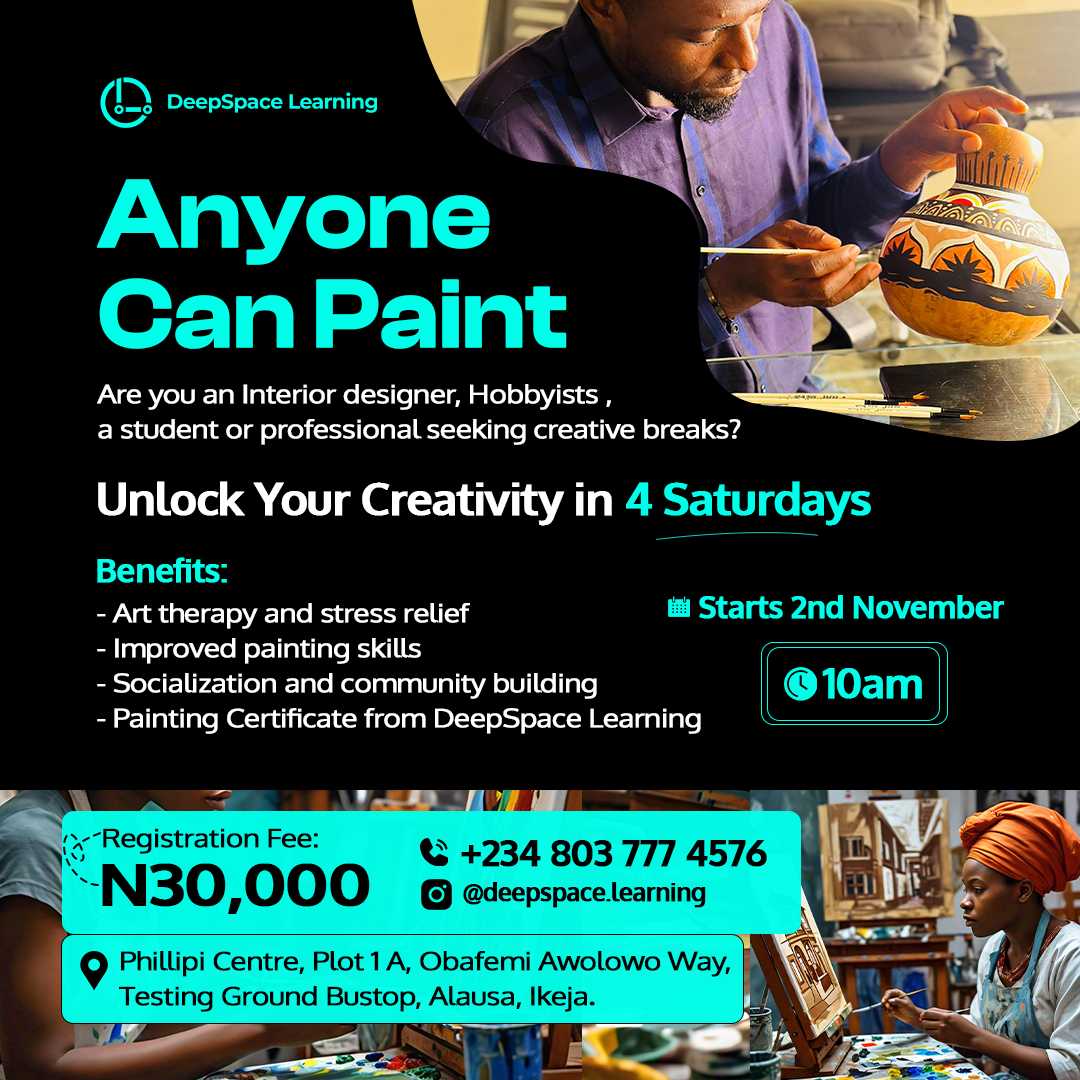 DeepSpace Learning
Anyone
Can Paint
Are you an Interior designer, Hobbyists ,
a student or professional seeking creative breaks?
Unlock Your Creativity in 4 Saturdays
Benefits:
- Art therapy and stress relief
- Improved painting skills
- Socialization and community building
- Painting Certificate from DeepSpace Learning
Starts 2nd November
10am
Registration Fee:
N30,000
+234 803 777 4576
@deepspace.learning
Phillipi Centre, Plot 1 A, Obafemi Awolowo Way,
Testing Ground Bustop, Alausa, Ikeja.